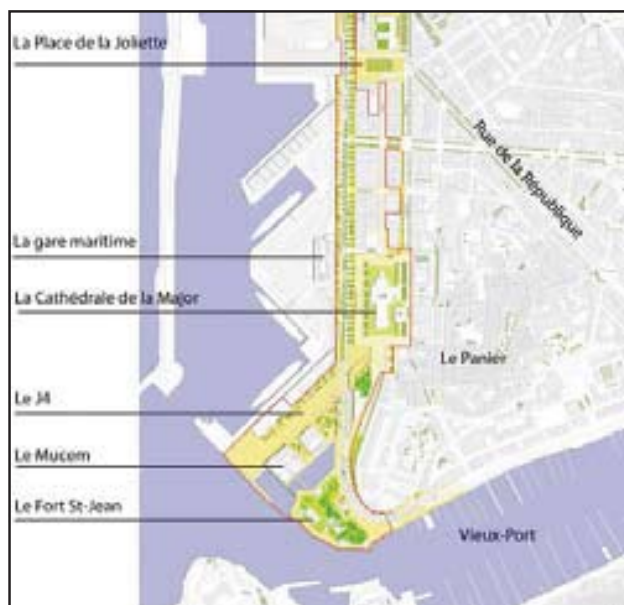 La Place de la Joliette
Rue de la République
La gare maritime
La Cathédrale de la Major
Le Panier
Le J4
Le Mucem
Le Fort St-Jean
Vieux-Port